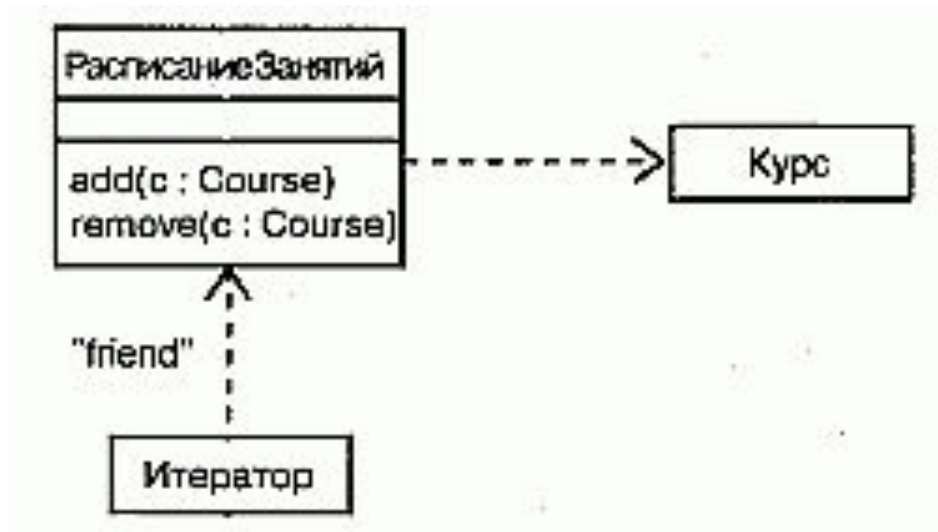 РасписаниеЗанятий
add(c : Course)
remove(c : Course)
Курс
"friend"
Итератор